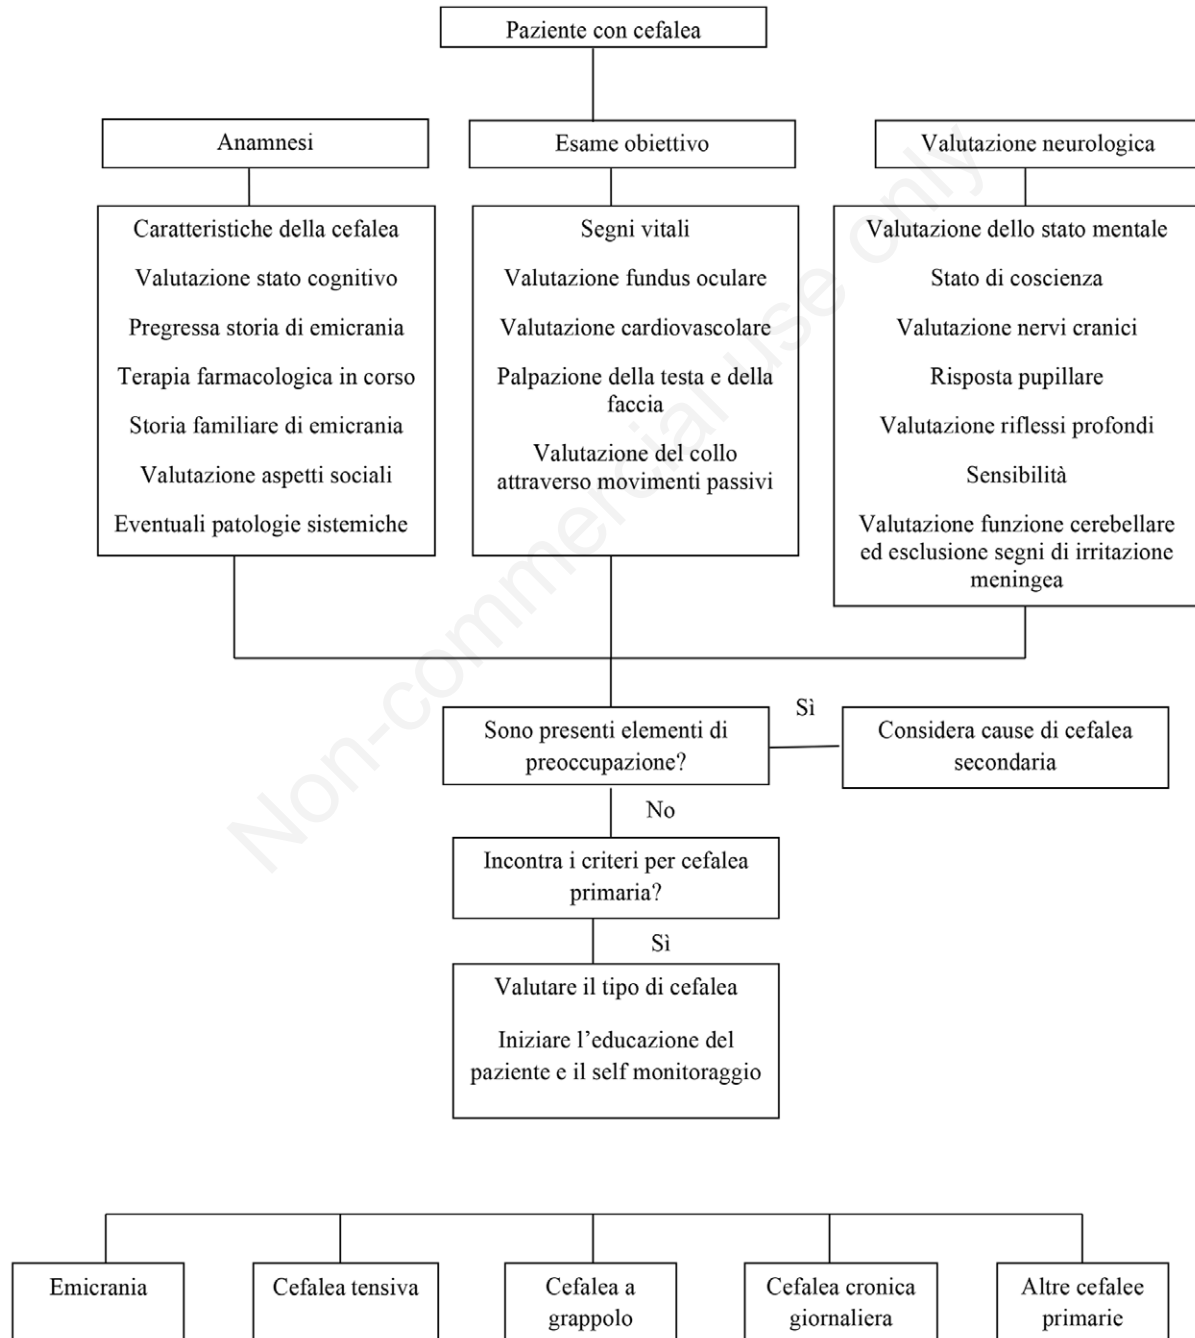 Paziente con cefalea
Anamnesi
Esame obiettivo
Valutazione neurologica
Caratteristiche della cefalea
Valutazione stato cognitivo
Pregressa storia di emicrania
Terapia farmacologica in corso
Storia familiare di emicrania
Valutazione aspetti sociali
Eventuali patologie sistemiche
Segni vitali
Valutazione fundus oculare
Valutazione cardiovascolare
Palpazione della testa e della
faccia
Valutazione del collo
attraverso movimenti passivi
Valutazione dello stato mentale
Stato di coscienza
Valutazione nervi cranici
Risposta pupillare
Valutazione riflessi profondi
Sensibilità
Valutazione funzione cerebellare
ed esclusione segni di irritazione
meningea
Sono presenti elementi di
preoccupazione?
Sì
Considera cause di cefalea
secondaria
No
Incontra i criteri per cefalea
primaria?
Sì
Valutare il tipo di cefalea
Iniziare l’educazione del
paziente e il self monitoraggio
Emicrania
Cefalea tensiva
Cefalea a
grappolo
Cefalea cronica
giornaliera
Altre cefalee
primarie
Non-commercial use only